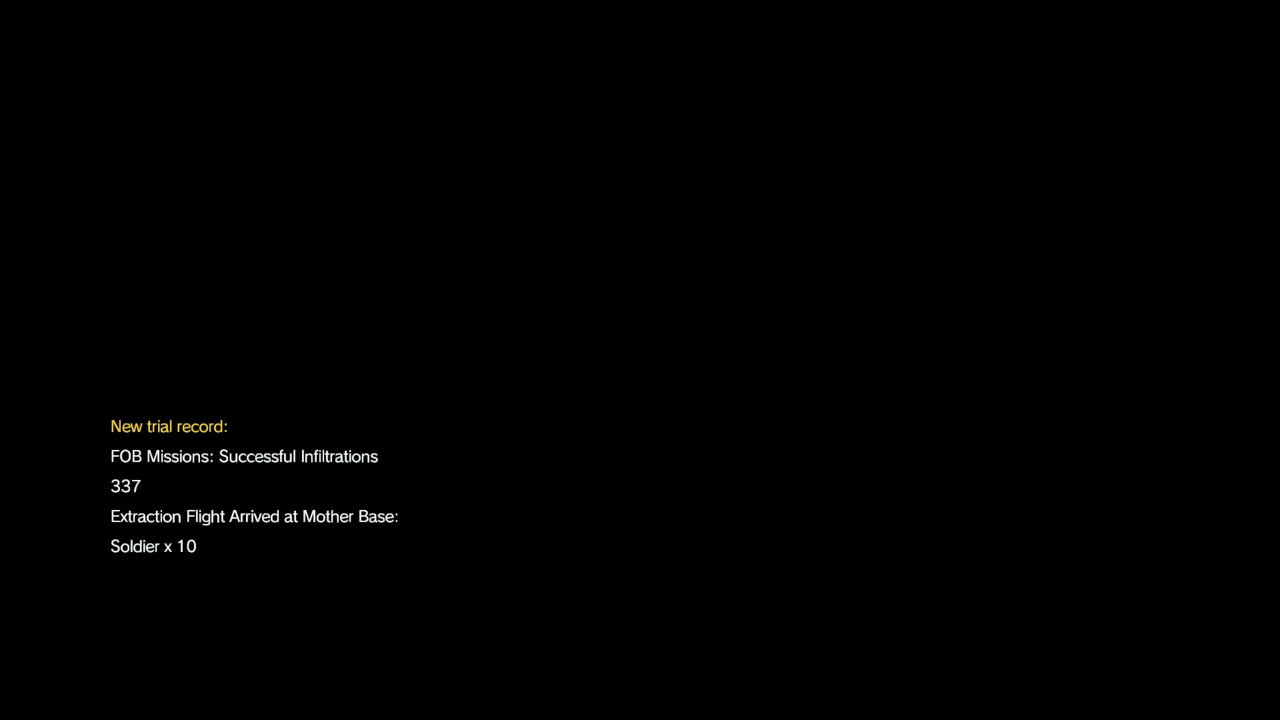 New trial record:
FOB Missions: Successful Infiltrations
337
Extraction Flight Arrived at Mother Base:
Soldier x 10